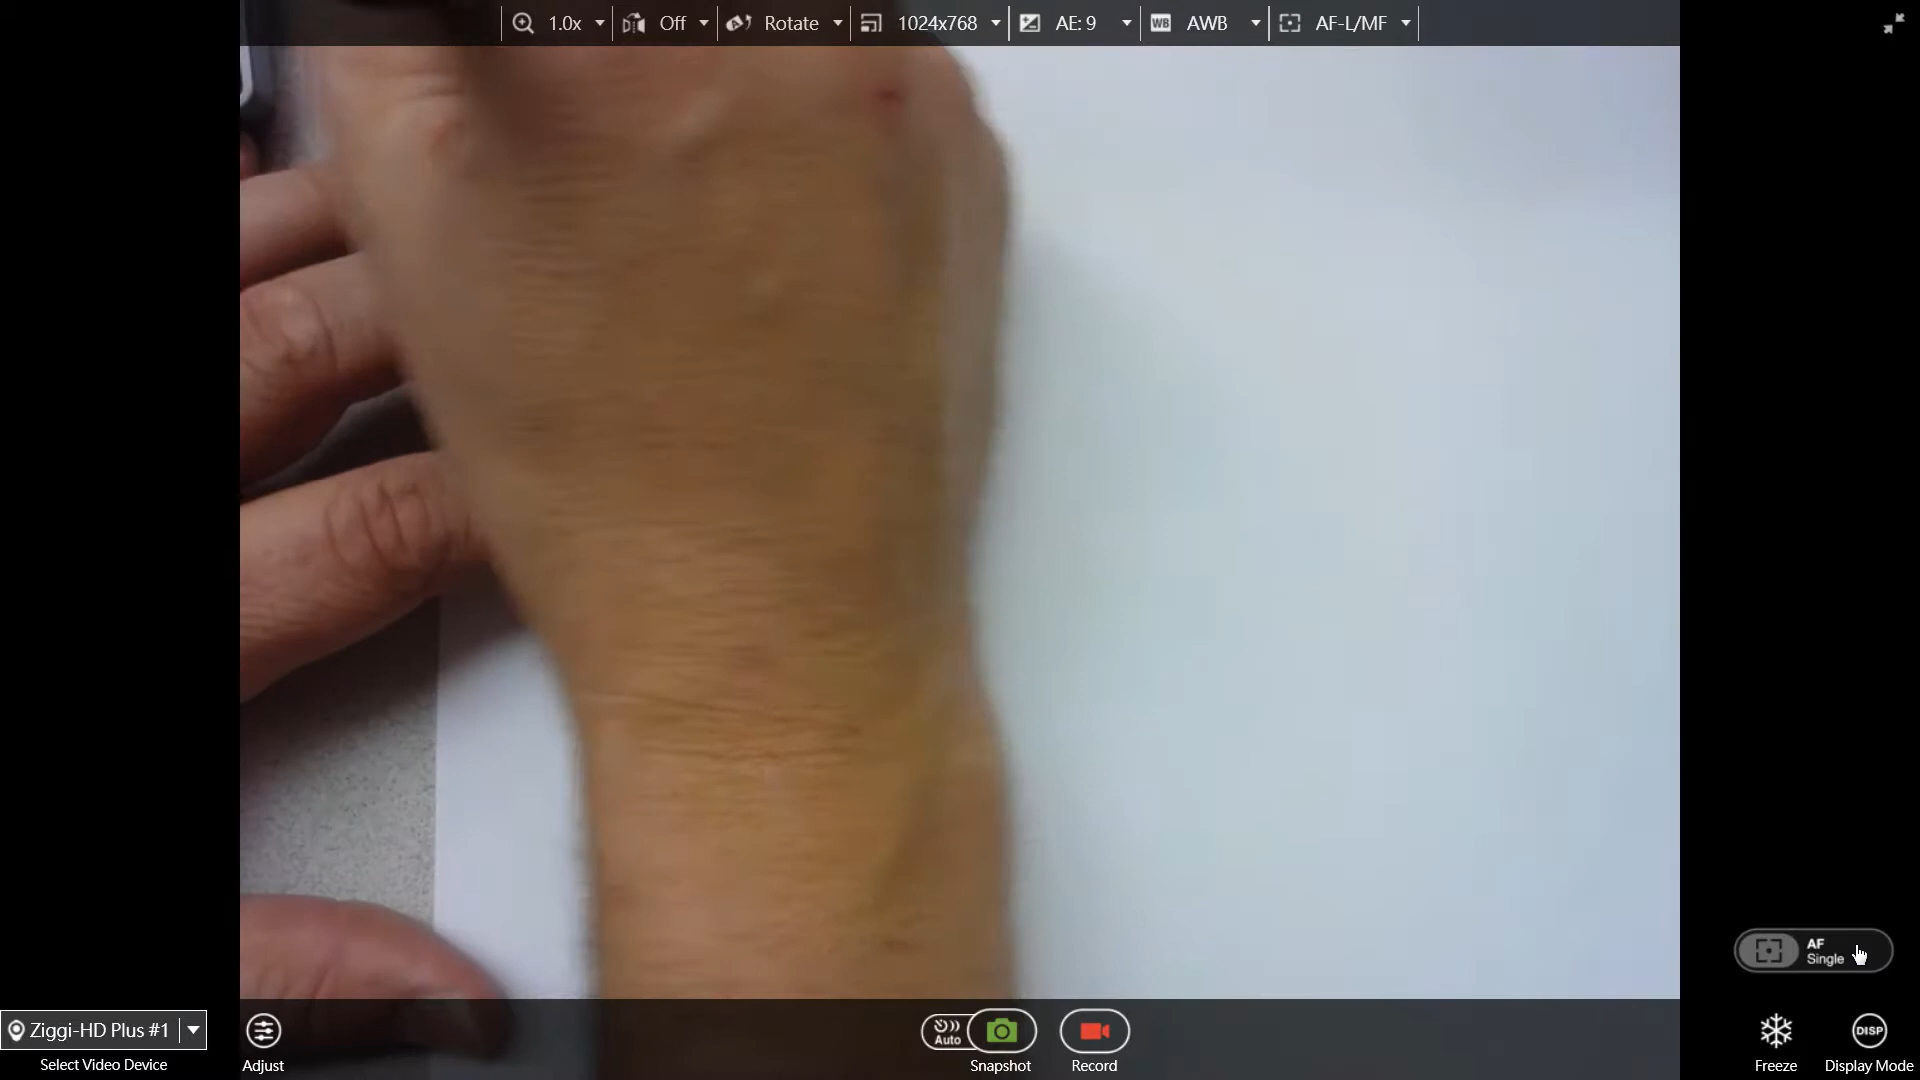 1.0x Off Rotate 1024x768 AE: 9 WB AWB AF-L/MF
AF
Single
Ziggi-HD Plus #1
Select Video Device
Adjust
Auto
Snapshot
Record
Freeze
DISP
Display Mode